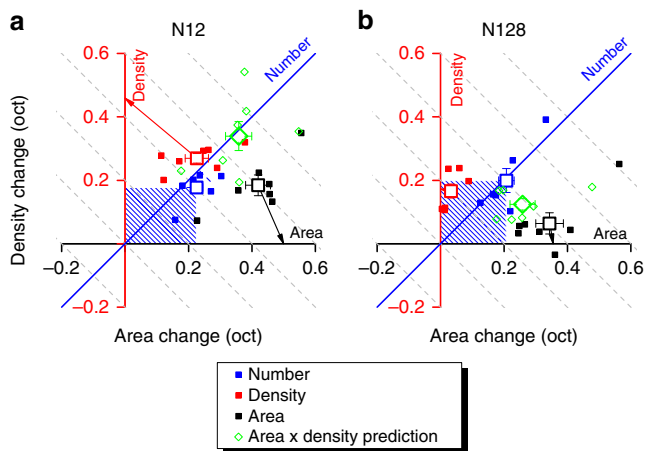 a
N12
b
N128
0.6
0.4
0.2
–0.2
–0.2
0
0.2
0.4
0.6
Density
Number
Area
Density change (oct)
Area change (oct)
0.6
0.4
0.2
0
–0.2
–0.2
0.2
0.4
0.6
Density
Number
Area
Area change (oct)
Number
Density
Area
Area x density prediction